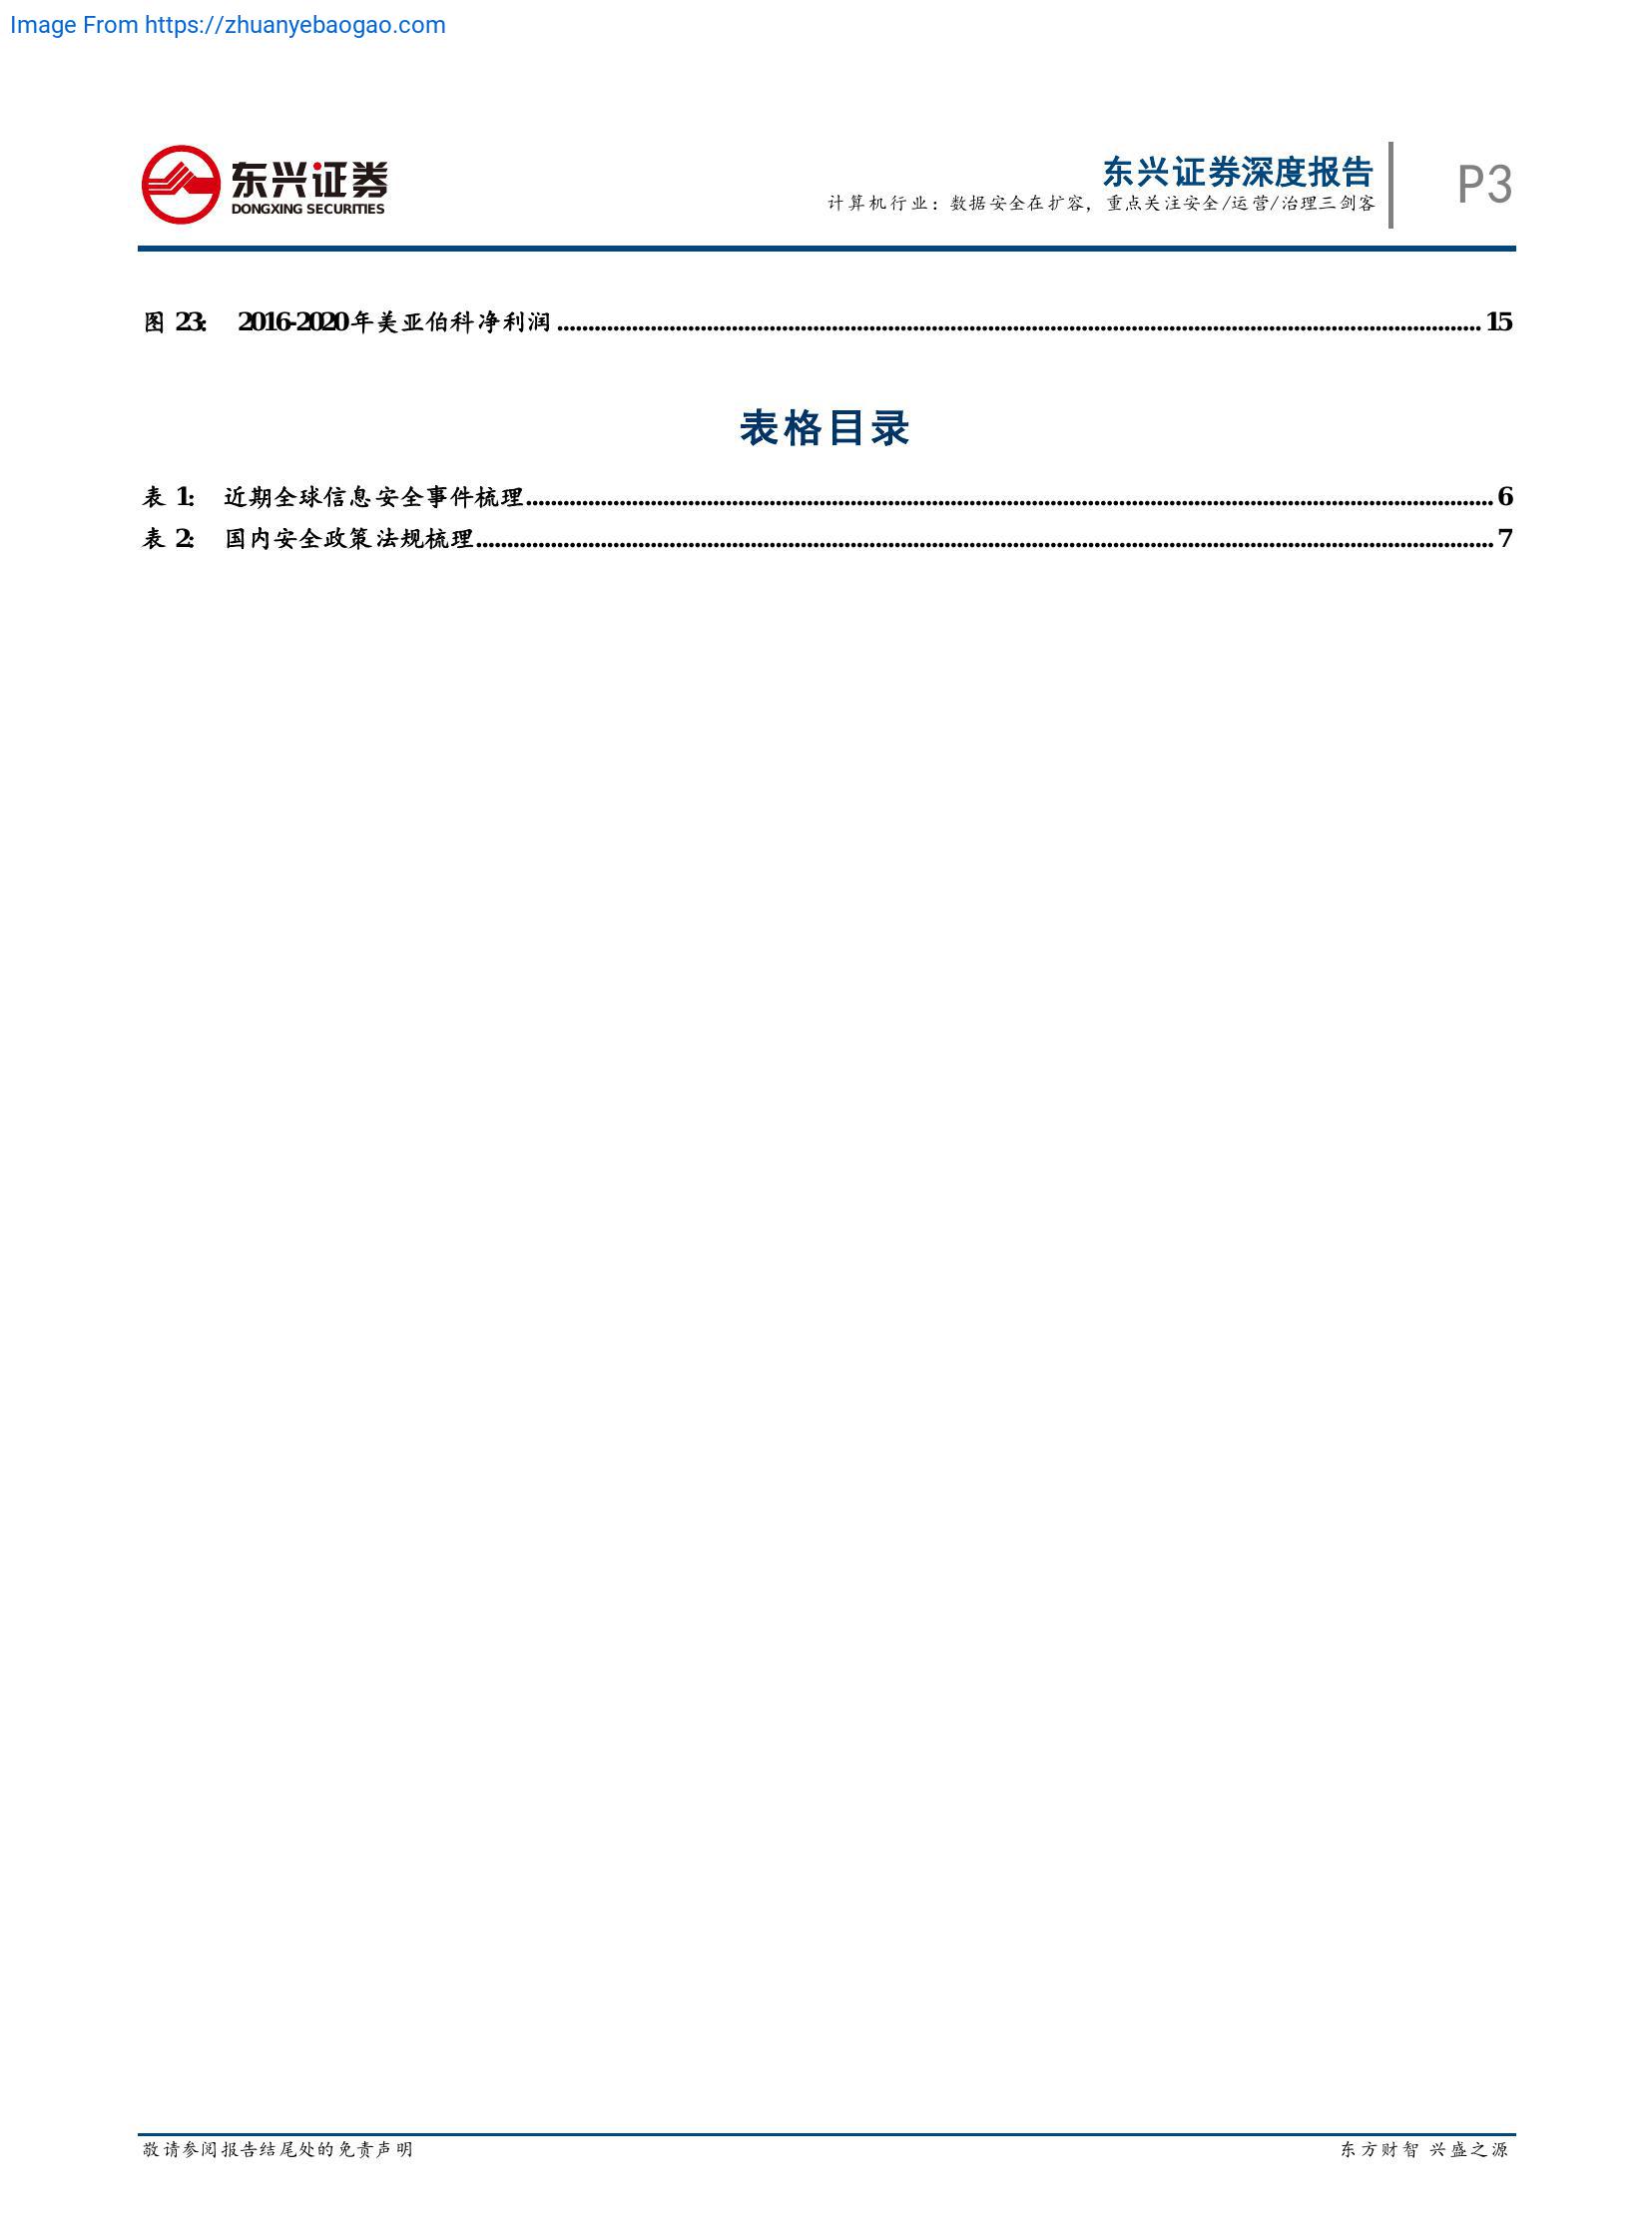 Image From https://zhuanyebaogao.com
东兴证券
DONGXING SECURITIES
东兴证券深度报告
计算机行业：数据安全在扩容，重点关注安全/运营/治理三剑客
P3
图 23: 2016-2020年美亚伯科净利润 ........................................ 15
表格目录
表 1: 近期全球信息安全事件梳理 ........................................ 6
表 2: 国内安全政策法规梳理 ........................................ 7
敬请参阅报告结尾处的免责声明
东方财智 兴盛之源